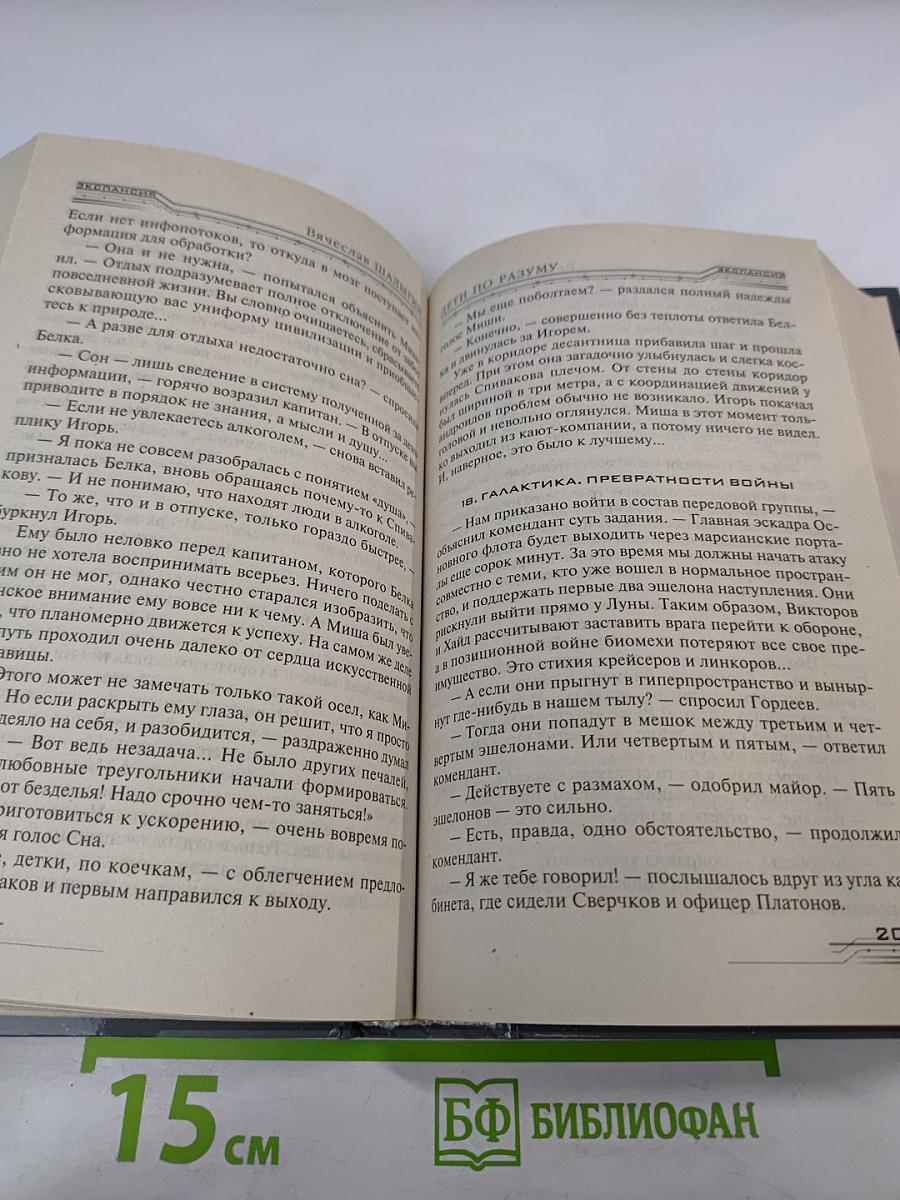 ЭКСПАНСИЯ
Вячеслав ШАЛЫГИН
Если нет инфопотоков, то откуда в мозг поступает
формация для обработки?
— Она и не нужна, — попытался объяснить
ил. — Отдых подразумевает полное отключение от
повседневной жизни. Вы словно очищаетесь, сбрасываете
сковывающую вас униформу цивилизации и
тесь к природе...
— А разве для отдыха недостаточно сна? — спросила
Белка.
— Сон — лишь сведение в систему полученной за день
информации, — горячо возразил капитан. — В отпуске вы
приводите в порядок не знания, а мысли и душу...
— Если не увлекаетесь алкоголем, — снова вставил ре-
плику Игорь.
— Я пока не совсем разобралась с понятием «душа», —
призналась Белка, вновь обращаясь почему-то к Спива-
кову. — И не понимаю, что находят люди в алкоголе.
— То же, что и в отпуске, только гораздо быстрее, —
буркнул Игорь.
Ему было неловко перед капитаном, которого Белка
вно не хотела воспринимать всерьез. Ничего поделать с
им он не мог, однако честно старался изобразить, что
нское внимание ему вовсе ни к чему. А Миша был уве-
, что планомерно движется к успеху. На самом же деле
путь проходил очень далеко от сердца искусственной
авицы.
Этого может не замечать только такой осел, как Ми-
Но если раскрыть ему глаза, он решит, что я просто
деяло на себя, и разобидится, — раздраженно думал
— Вот ведь незадача... Не было других печалей,
любовные треугольники начали формироваться.
от безделья! Надо срочно чем-то заняться!»
риготовиться к ускорению, — очень вовремя по-
я голос Сна.
е, детки, по коечкам, — с облегчением предло-
аков и первым направился к выходу.
ДЕТИ ПО РАЗУМУ
ЭКСПАНСИЯ
— Мы еще поболтаем? — раздался полный надежды
голос Миши.
— Конечно, — совершенно без теплоты ответила Бел-
ка и двинулась за Игорем.
Уже в коридоре десантница прибавила шаг и прошла
вперед. При этом она загадочно улыбнулась и слегка кос-
нулась Спивакова плечом. От стены до стены коридор
был шириной в три метра, а с координацией движений у
андроидов проблем обычно не возникало. Игорь покачал
головой и невольно оглянулся. Миша в этот момент толь-
ко выходил из кают-компании, а потому ничего не видел.
И, наверное, это было к лучшему...
18. ГАЛАКТИКА. ПРЕВРАТНОСТИ ВОЙНЫ
— Нам приказано войти в состав передовой группы, —
объяснил комендант суть задания. — Главная эскадра Ос-
новного флота будет выходить через марсианские порта-
лы еще сорок минут. За это время мы должны начать атаку
совместно с теми, кто уже вошел в нормальное простран-
ство, и поддержать первые два эшелона наступления. Они
рискнули выйти прямо у Луны. Таким образом, Викторов
и Хайд рассчитывают заставить врага перейти к обороне,
а в позиционной войне биомехи потеряют все свое пре-
имущество. Это стихия крейсеров и линкоров...
— А если они прыгнут в гиперпространство и выныр-
нут где-нибудь в нашем тылу? — спросил Гордеев.
— Тогда они попадут в мешок между третьим и чет-
вертым эшелонами. Или четвертым и пятым, — ответил
комендант.
— Действуете с размахом, — одобрил майор. — Пять
эшелонов — это сильно.
— Есть, правда, одно обстоятельство, — продолжил
комендант.
— Я же тебе говорил! — послышалось вдруг из угла ка
бинета, где сидели Сверчков и офицер Платонов.
20
15 см
БФ БИБЛИОФАН